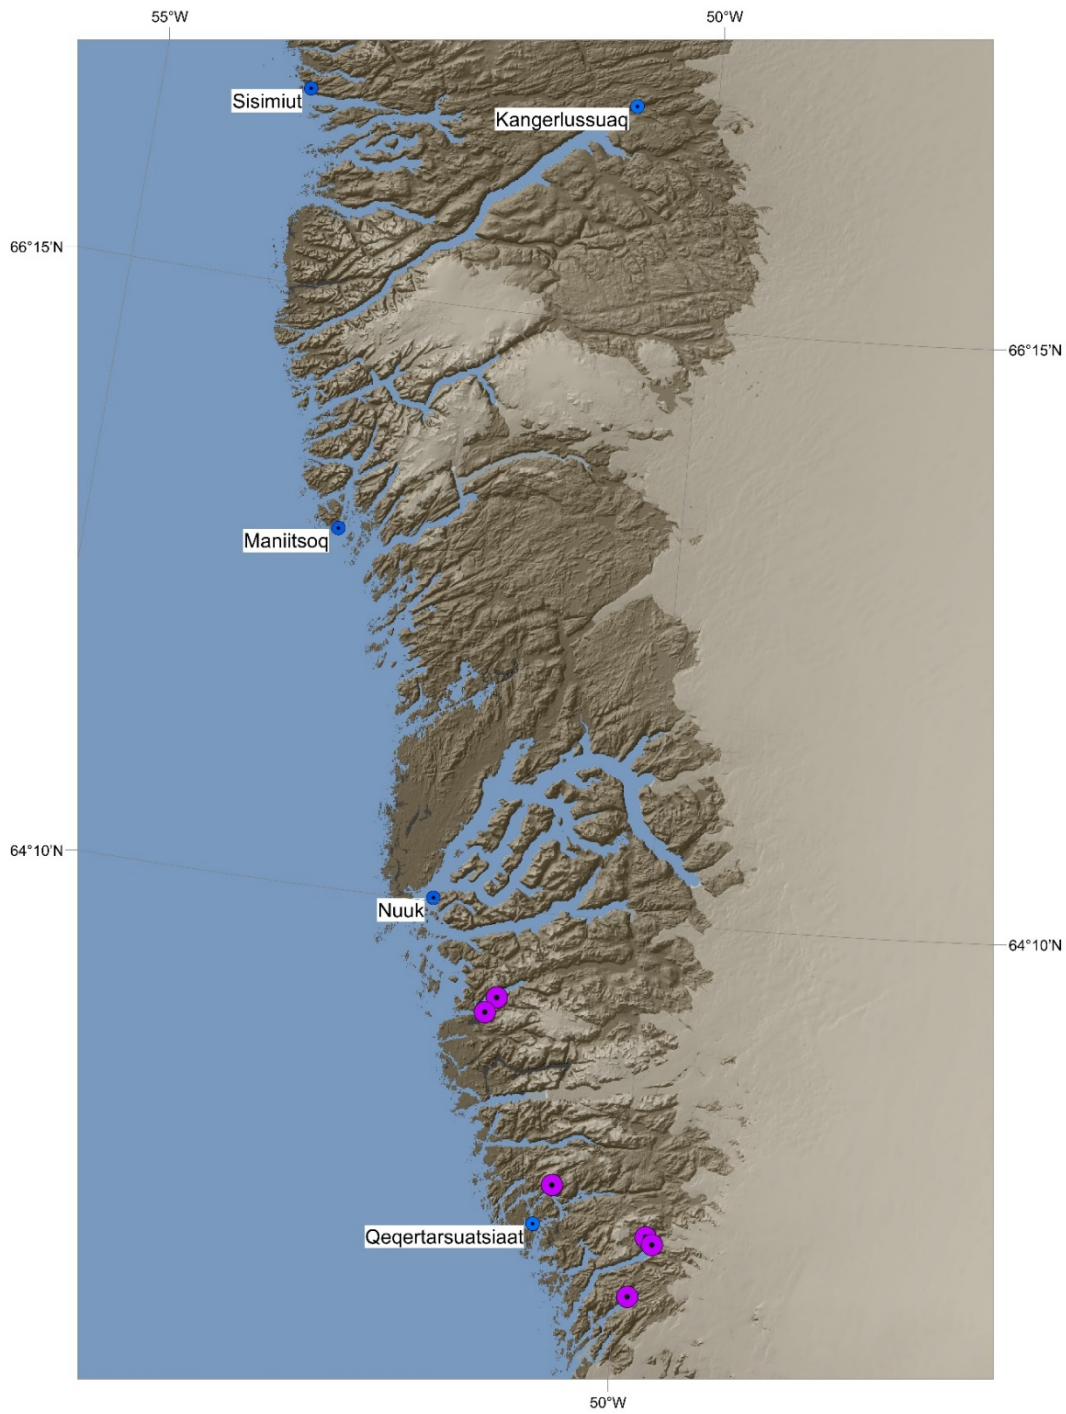 55°W
50°W
Sisimiut
Kangerlussuaq
66°15'N
66°15'N
Maniitsoq
64°10'N
Nuuk
64°10'N
Qeqertarsuatsiaat
50°W